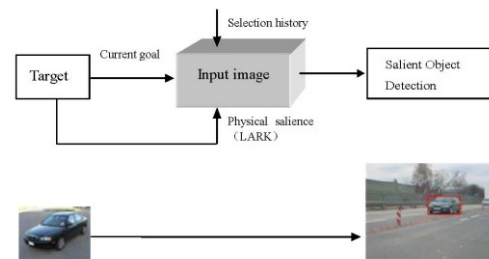 Selection history
Current goal
Target
Input image
Salient Object
Detection
Physical salience
（LARK）